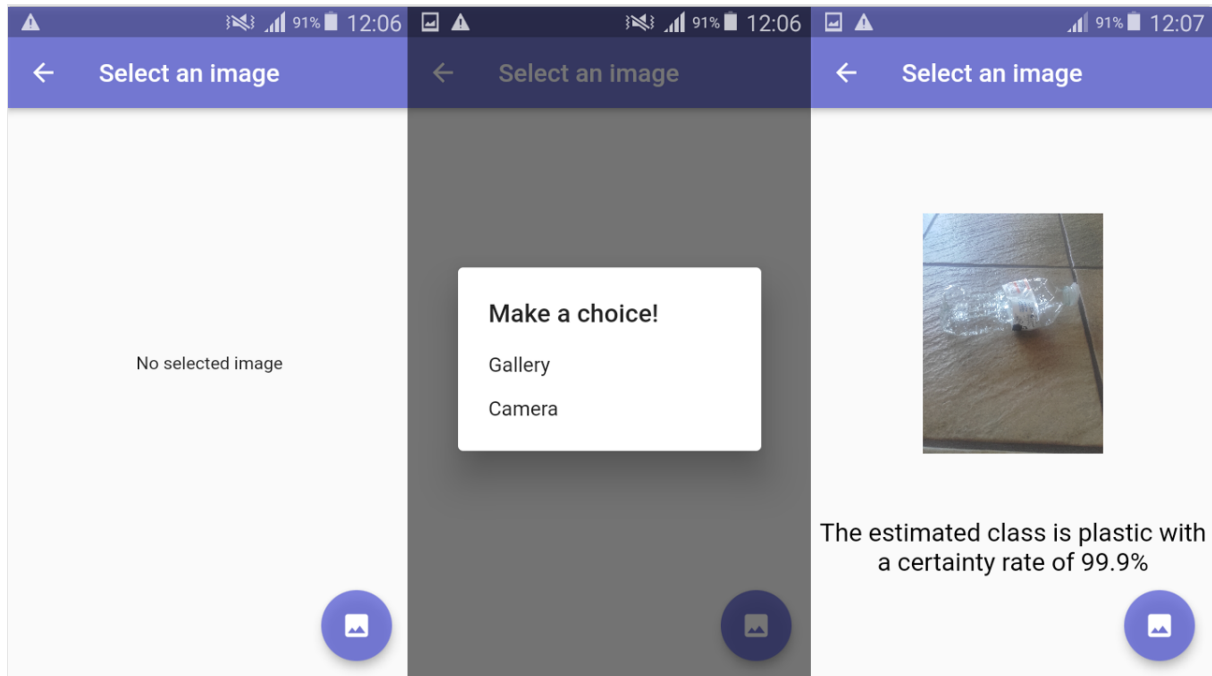 91% 12:06
Select an image
No selected image
91% 12:06
Select an image
Make a choice!
Gallery
Camera
91% 12:07
Select an image
The estimated class is plastic with
a certainty rate of 99.9%